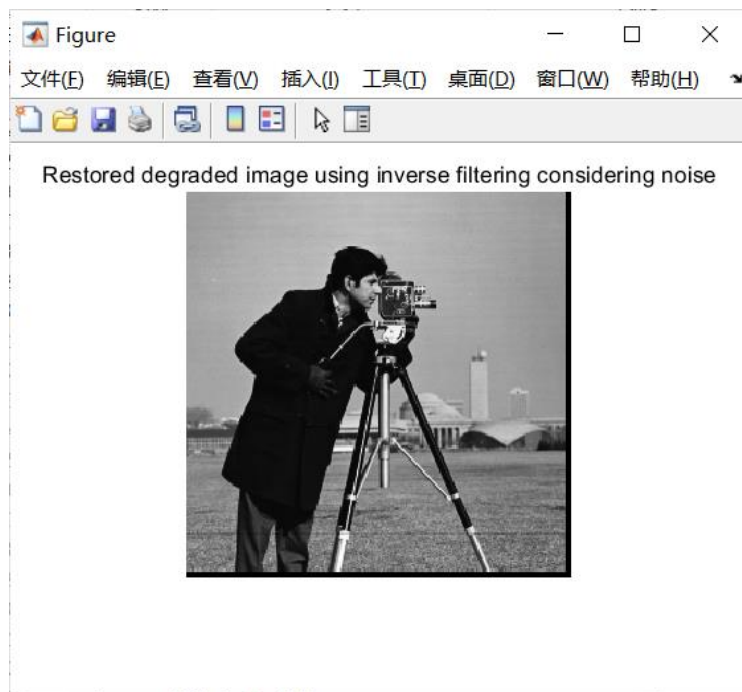 Figure
文件(F) 编辑(E) 查看(V) 插入(I) 工具(T) 桌面(D) 窗口(W) 帮助(H)
Restored degraded image using inverse filtering considering noise